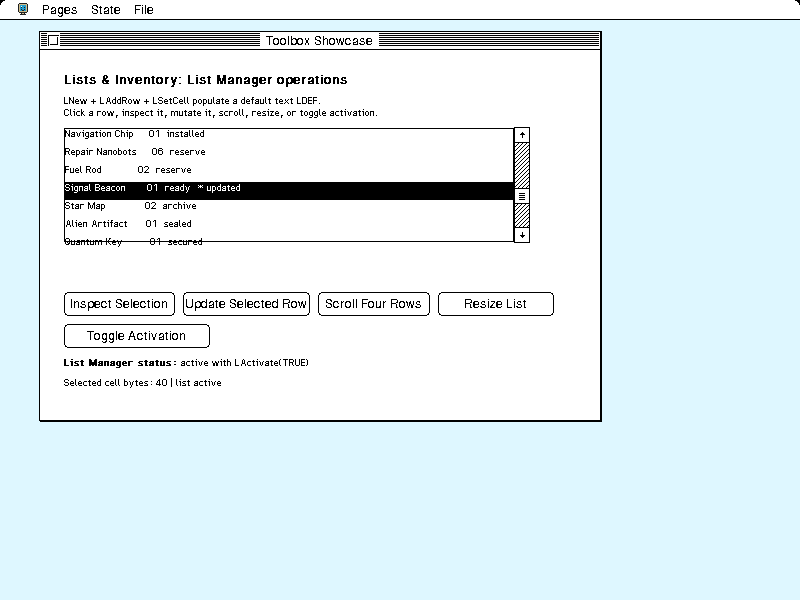 Pages State File
Toolbox Showcase
Lists & Inventory: List Manager operations
LNew + LAddRow + LSetCell populate a default text LDEF.
Click a row, inspect it, mutate it, scroll, resize, or toggle activation.
Navigation Chip 01 installed
Repair Nanobots 06 reserve
Fuel Rod 02 reserve
Signal Beacon 01 ready * updated
Star Map 02 archive
Alien Artifact 01 sealed
Quantum Key 01 secured
Inspect Selection Update Selected Row Scroll Four Rows Resize List
Toggle Activation
List Manager status: active with LActivate(TRUE)
Selected cell bytes: 40 | list active